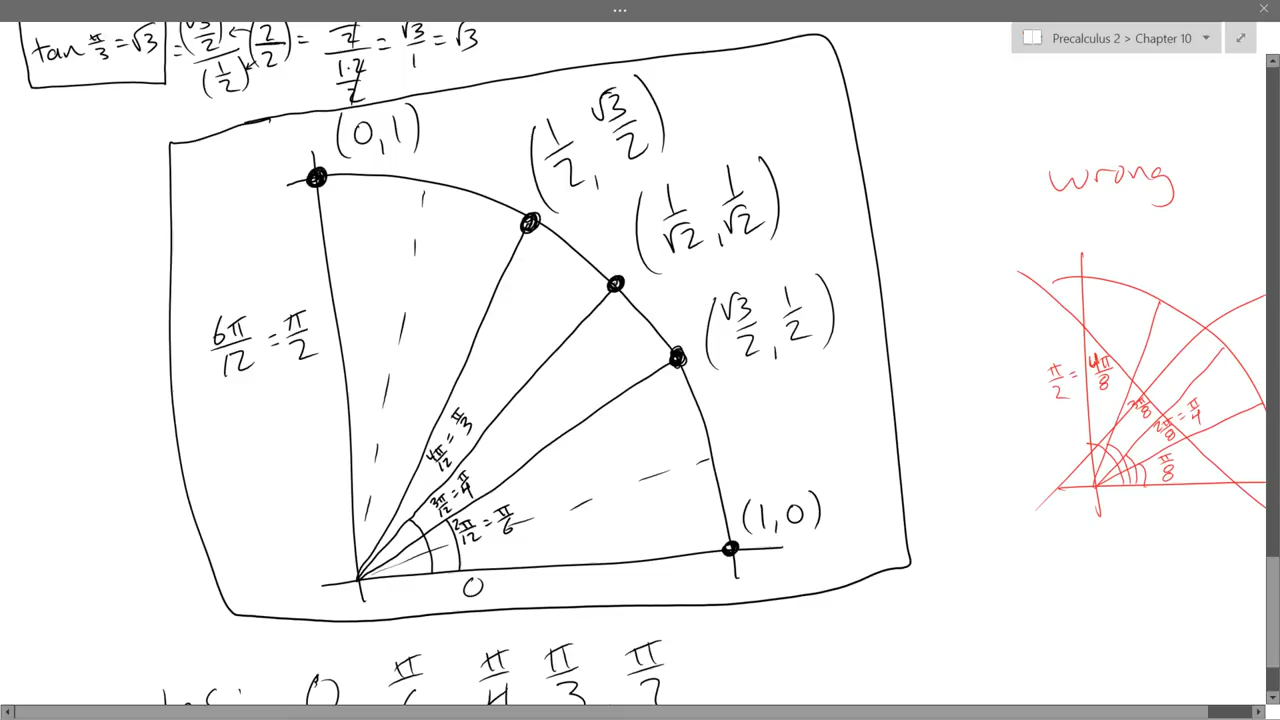 Precalculus 2 > Chapter 10
tan π/3 = √3 = (√3/2)/(1/2) (2/2) = = √3/1 = √3
(0,1)
(1/2, √3/2)
(1/√2, 1/√2)
(√3/2, 1/2)
(1,0)
6π/12 = π/2
4π/12 = π/3
3π/12 = π/4
2π/12 = π/6
0
wrong
π/2 = 4π/8
2π/8 = π/4
π/8
0 π/6 π/4 π/3 π/2